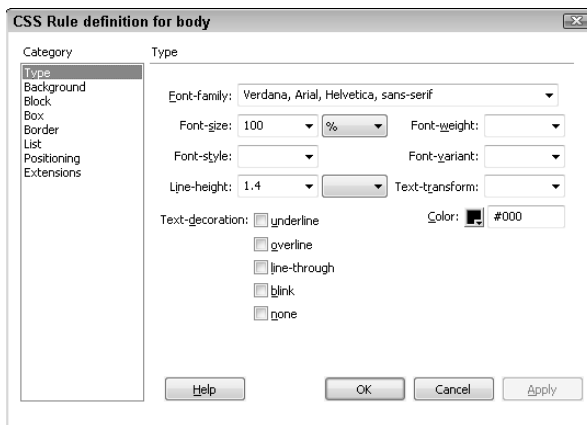 CSS Rule definition for body
Category
Type
Type
Background
Block
Box
Border
List
Positioning
Extensions
Font-family: Verdana, Arial, Helvetica, sans-serif
Font-size: 100 % Font-weight:
Font-style: Font-variant:
Line-height: 1.4 Text-transform:
Text-decoration: underline Color: #000
overline
line-through
blink
none
Help OK Cancel Apply